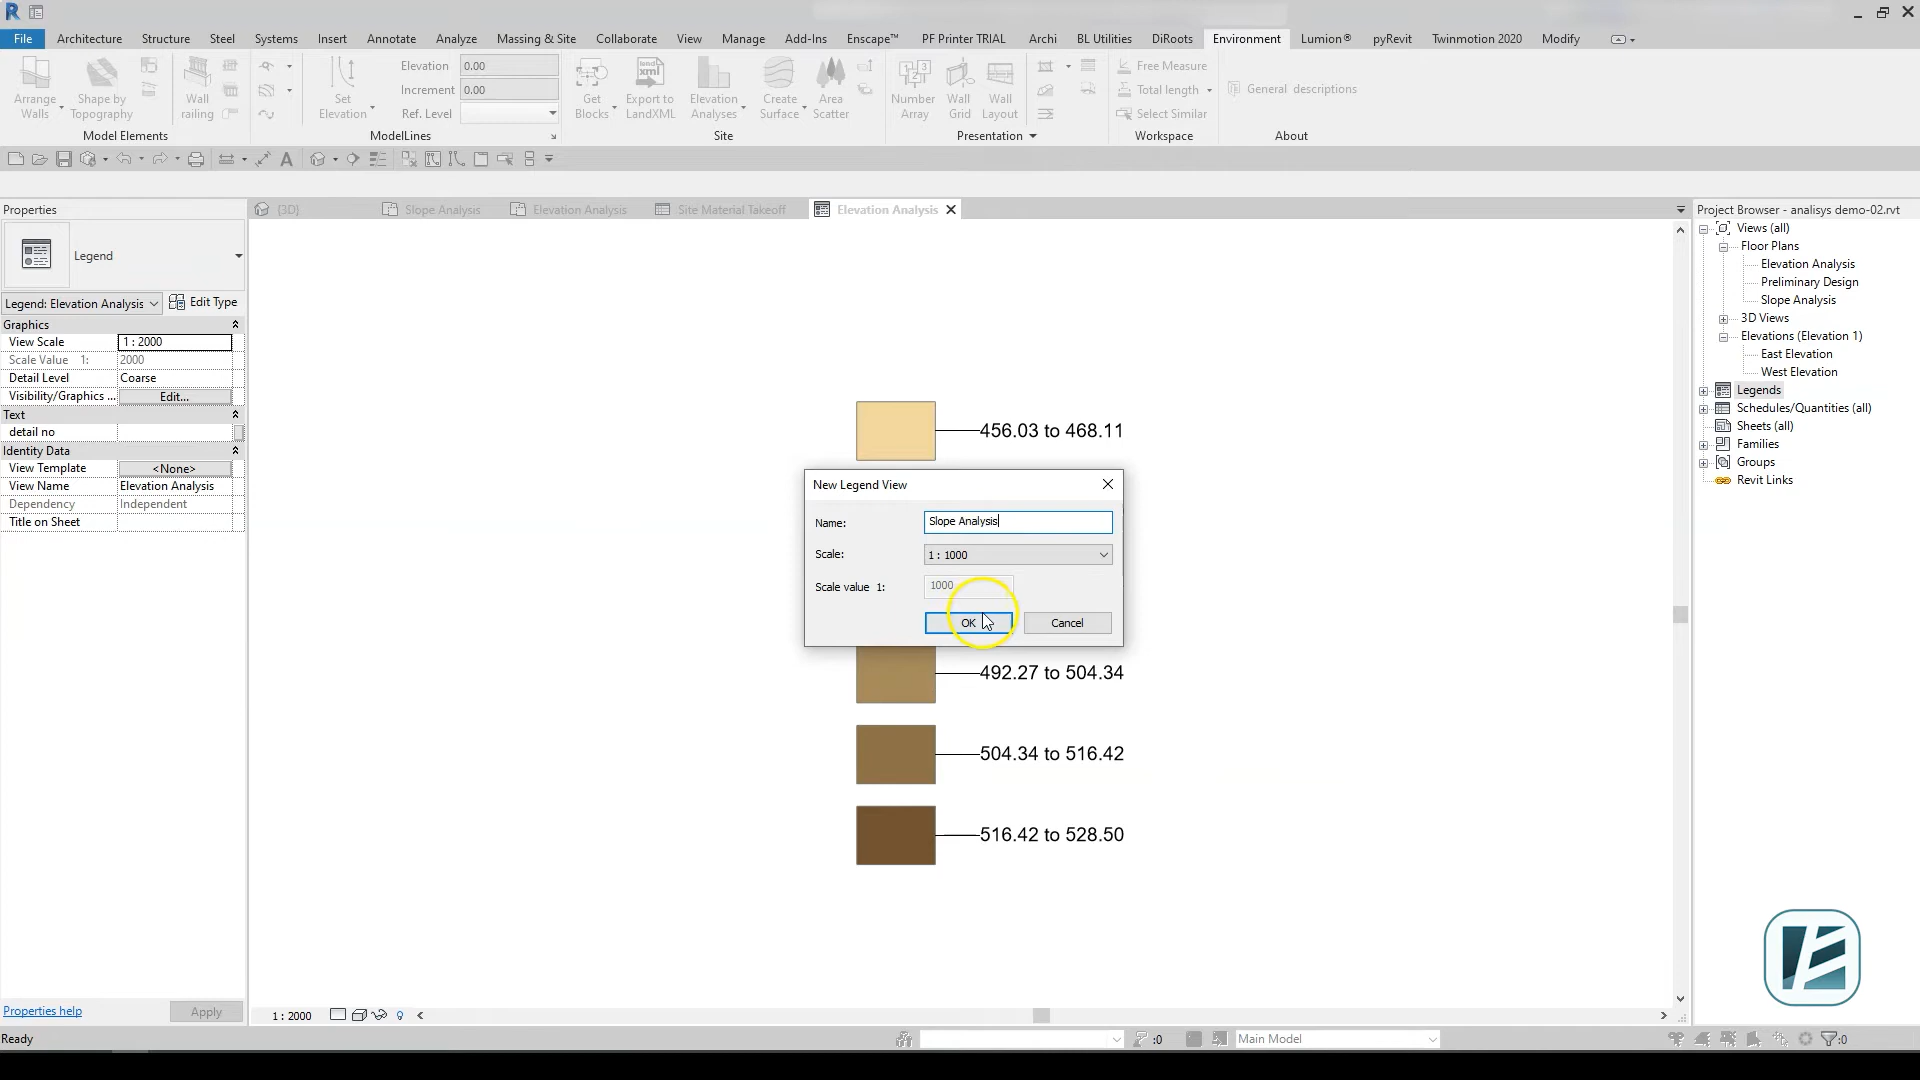 File Architecture Structure Steel Systems Insert Annotate Analyze Massing & Site Collaborate View Manage Add-Ins Enscape™ PF Printer TRIAL Archi BL Utilities DiRoots Environment Lumion® pyRevit Twinmotion 2020 Modify
Arrange Walls
Shape by Topography
Wall railing
Model Elements
Set Elevation
Elevation 0.00
Increment 0.00
Ref. Level
ModelLines
Get Blocks
Export to LandXML
Elevation Analyses
Create Surface
Area Scatter
Site
Number Array
Wall Grid
Wall Layout
Presentation
Free Measure
Total length
Select Similar
Workspace
General descriptions
About
Properties
{3D} Slope Analysis Elevation Analysis Site Material Takeoff Elevation Analysis
Project Browser - analisys demo-02.rvt
Legend
Legend: Elevation Analysis Edit Type
Graphics
View Scale 1 : 2000
Scale Value 1: 2000
Detail Level Coarse
Visibility/Graphics ... Edit...
Text
detail no
Identity Data
View Template <None>
View Name Elevation Analysis
Dependency Independent
Title on Sheet
Properties help Apply
456.03 to 468.11
New Legend View
Name: Slope Analysis
Scale: 1 : 1000
Scale value 1: 1000
OK Cancel
492.27 to 504.34
504.34 to 516.42
516.42 to 528.50
Views (all)
Floor Plans
Elevation Analysis
Preliminary Design
Slope Analysis
3D Views
Elevations (Elevation 1)
East Elevation
West Elevation
Legends
Schedules/Quantities (all)
Sheets (all)
Families
Groups
Revit Links
1 : 2000
Ready
:0
Main Model
:0